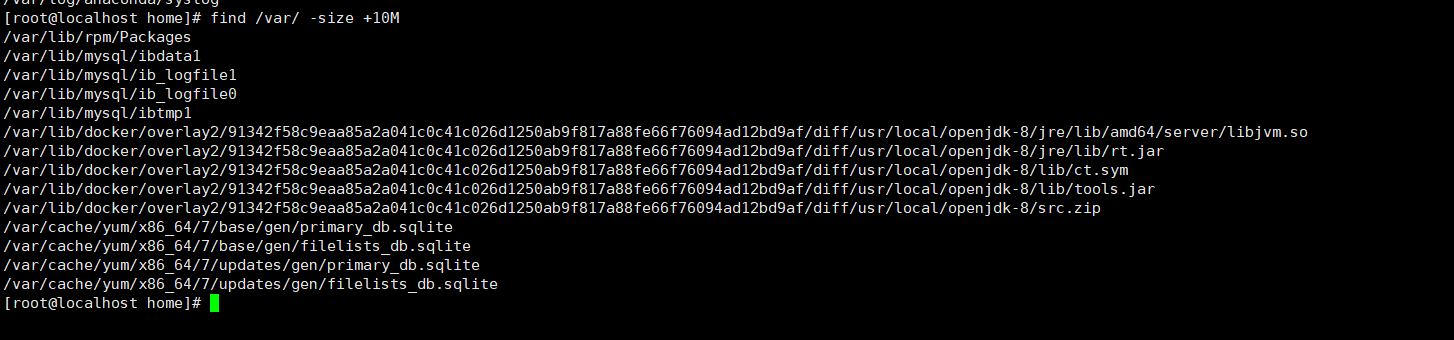 /var/log/anaconda/syslog
[root@localhost home]# find /var/ -size +10M
/var/lib/rpm/Packages
/var/lib/mysql/ibdata1
/var/lib/mysql/ib_logfile1
/var/lib/mysql/ib_logfile0
/var/lib/mysql/ibtmp1
/var/lib/docker/overlay2/91342f58c9eaa85a2a041c0c41c026d1250ab9f817a88fe66f76094ad12bd9af/diff/usr/local/openjdk-8/jre/lib/amd64/server/libjvm.so
/var/lib/docker/overlay2/91342f58c9eaa85a2a041c0c41c026d1250ab9f817a88fe66f76094ad12bd9af/diff/usr/local/openjdk-8/jre/lib/rt.jar
/var/lib/docker/overlay2/91342f58c9eaa85a2a041c0c41c026d1250ab9f817a88fe66f76094ad12bd9af/diff/usr/local/openjdk-8/lib/ct.sym
/var/lib/docker/overlay2/91342f58c9eaa85a2a041c0c41c026d1250ab9f817a88fe66f76094ad12bd9af/diff/usr/local/openjdk-8/lib/tools.jar
/var/lib/docker/overlay2/91342f58c9eaa85a2a041c0c41c026d1250ab9f817a88fe66f76094ad12bd9af/diff/usr/local/openjdk-8/src.zip
/var/cache/yum/x86_64/7/base/gen/primary_db.sqlite
/var/cache/yum/x86_64/7/base/gen/filelists_db.sqlite
/var/cache/yum/x86_64/7/updates/gen/primary_db.sqlite
/var/cache/yum/x86_64/7/updates/gen/filelists_db.sqlite
[root@localhost home]#